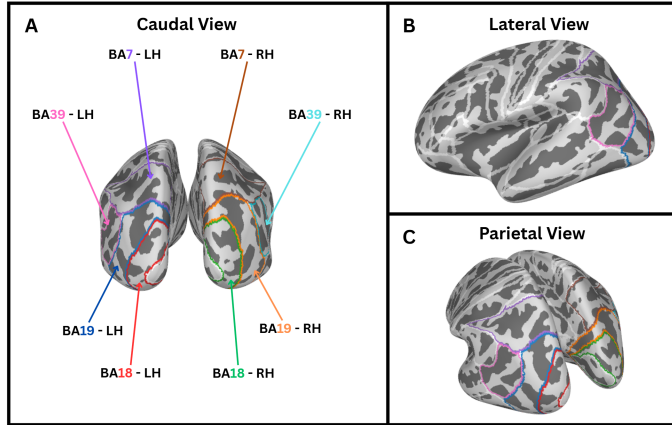 A
Caudal View
BA7 - LH
BA7 - RH
BA39 - LH
BA39 - RH
BA19 - LH
BA19 - RH
BA18 - LH
BA18 - RH
B
Lateral View
C
Parietal View